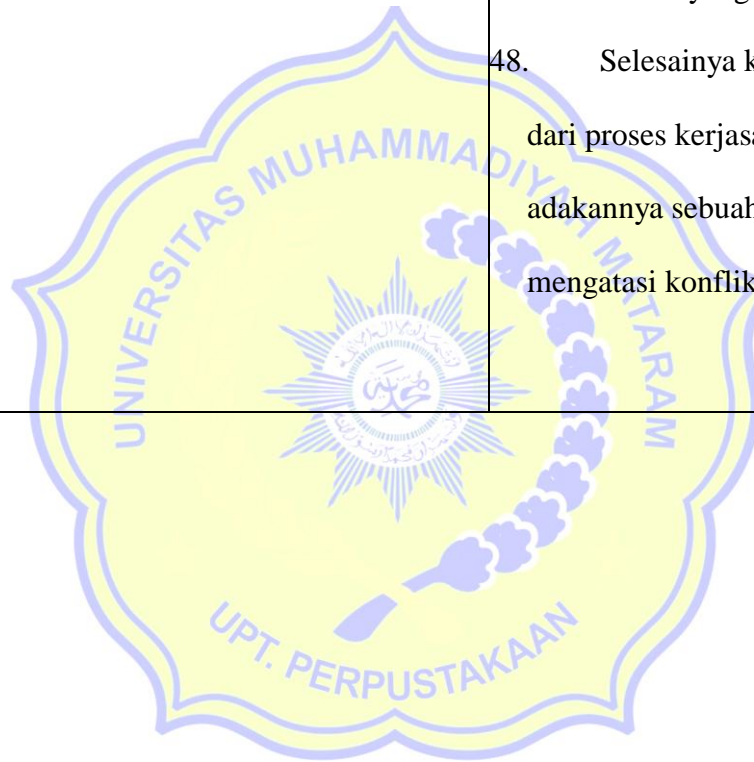 48. Selesainya k
dari proses kerjasa
adakannya sebuah
mengatasi konflik
UNIVERSITAS MUHAMMADIYAH MATARAM
UPT. PERPUSTAKAAN